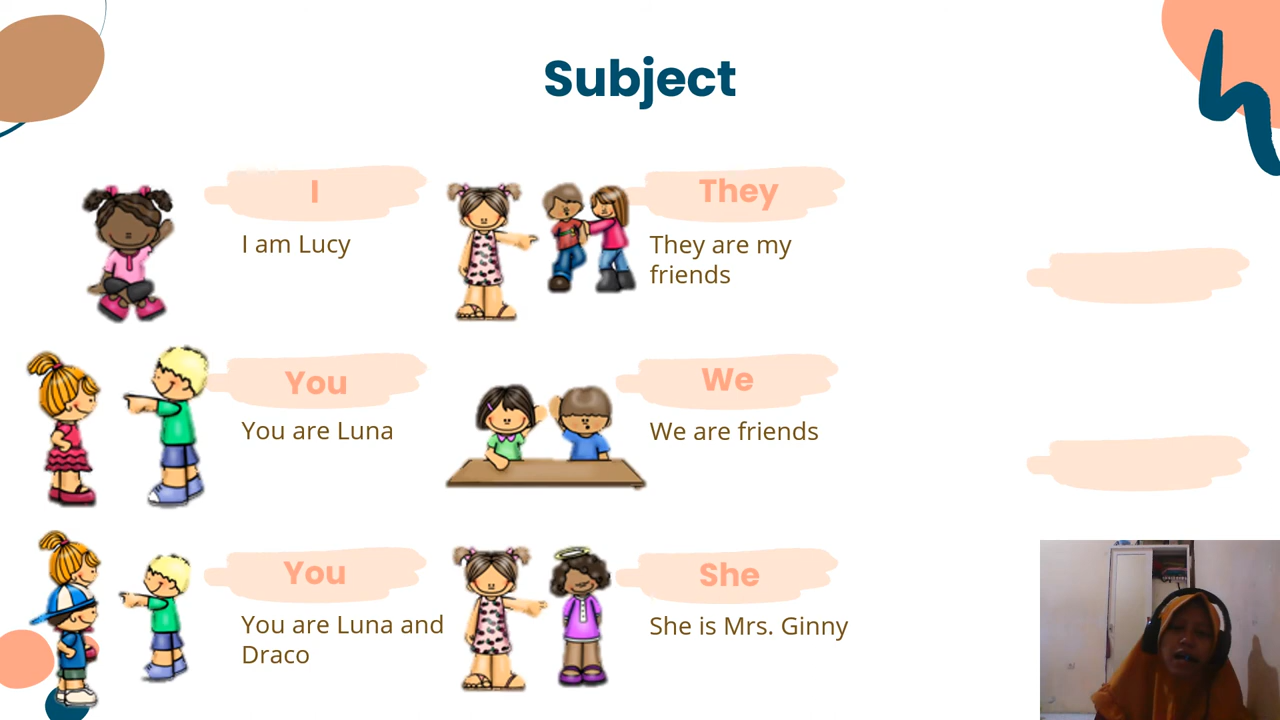 Subject
I
I am Lucy
You
You are Luna
You
You are Luna and
Draco
They
They are my
friends
We
We are friends
She
She is Mrs. Ginny